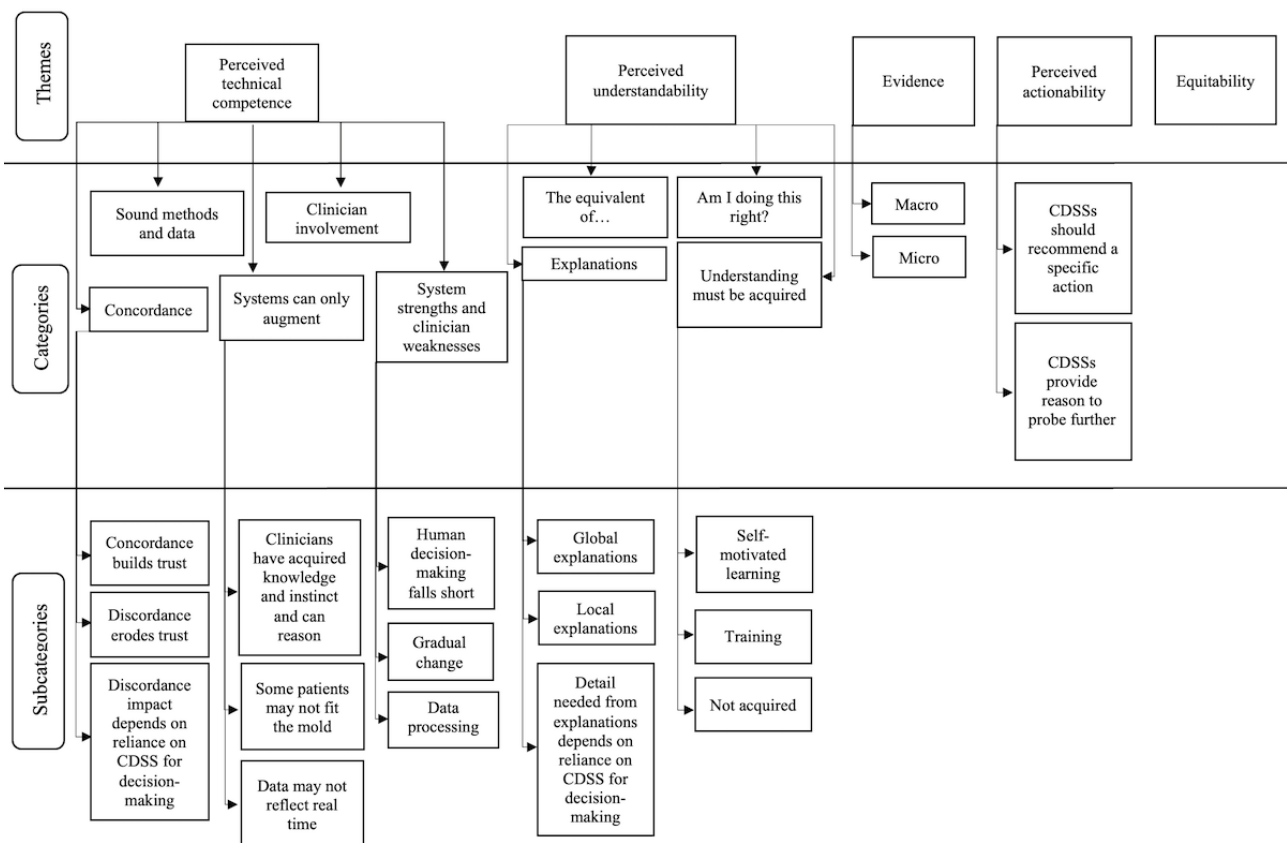 Themes
Perceived
technical
competence
Perceived
understandability
Evidence
Perceived
actionability
Equitability
Categories
Sound methods
and data
Clinician
involvement
The equivalent
of…
Am I doing this
right?
Macro
CDSSs
should
recommend a
specific
action
Concordance
Systems can only
augment
System
strengths and
clinician
weaknesses
Explanations
Understanding
must be acquired
Micro
CDSSs
provide
reason to
probe further
Subcategories
Concordance
builds trust
Discordance
erodes trust
Discordance
impact
depends on
reliance on
CDSS for
decision-
making
Clinicians
have acquired
knowledge
and instinct
and can
reason
Some patients
may not fit
the mold
Data may not
reflect real
time
Human
decision-
making
falls short
Gradual
change
Data
processing
Global
explanations
Local
explanations
Detail
needed from
explanations
depends on
reliance on
CDSS for
decision-
making
Self-
motivated
learning
Training
Not acquired